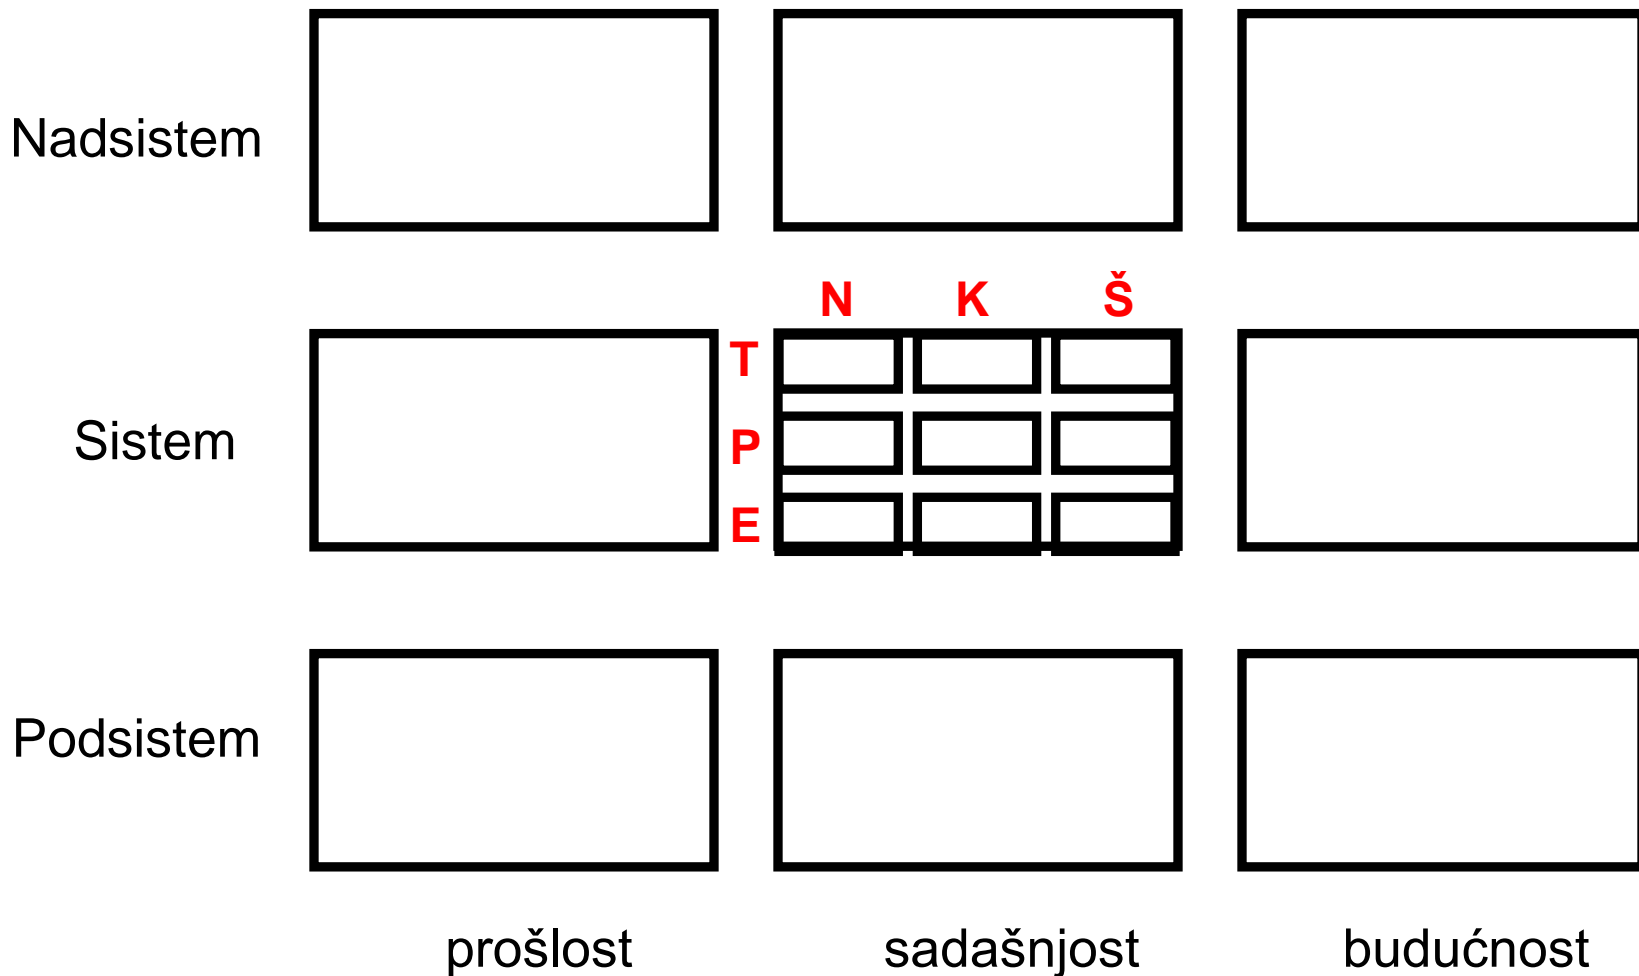 Nadsistem
N K Š
T
P
Sistem
E
Podsistem
prošlost sadašnjost budućnost